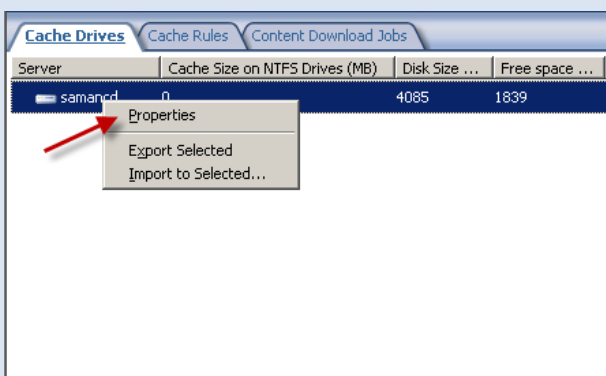 Cache Drives Cache Rules Content Download Jobs
Server Cache Size on NTFS Drives (MB) Disk Size ... Free space ...
samancd 0 4085 1839
Properties
Export Selected
Import to Selected...